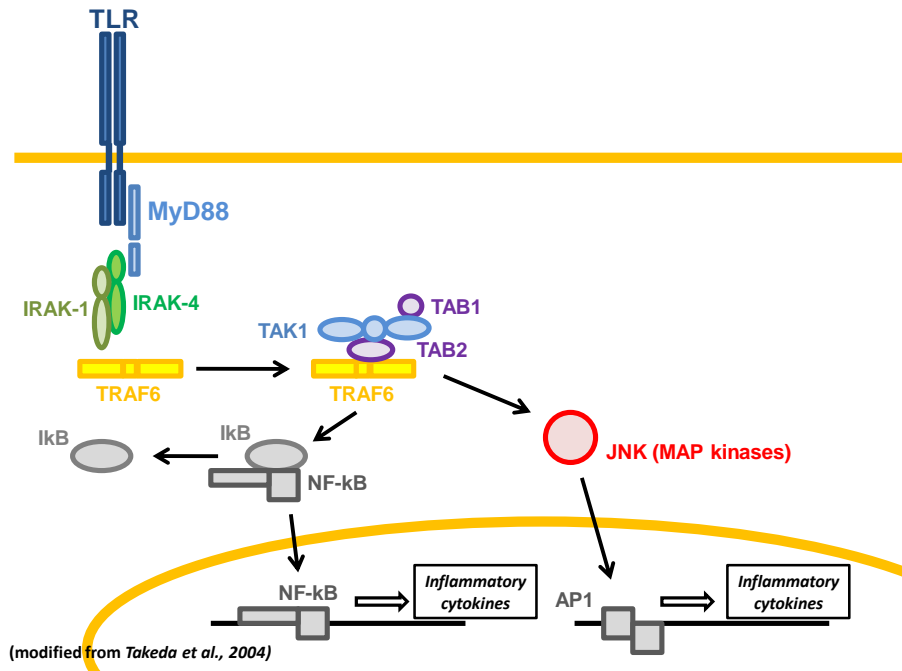 TLR
MyD88
IRAK-1
IRAK-4
TAB1
TAK1
TAB2
TRAF6
TRAF6
IkB
IkB
NF-kB
JNK (MAP kinases)
NF-kB
Inflammatory
cytokines
AP1
Inflammatory
cytokines
(modified from Takeda et al., 2004)